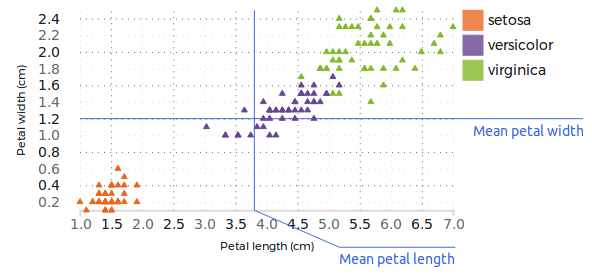 2.4
2.2
2.0
1.8
1.6
1.4
1.2
1.0
0.8
0.6
0.4
0.2
Petal width (cm)
1.0 1.5 2.0 2.5 3.0 3.5 4.0 4.5 5.0 5.5 6.0 6.5 7.0
Petal length (cm)
setosa
versicolor
virginica
Mean petal width
Mean petal length